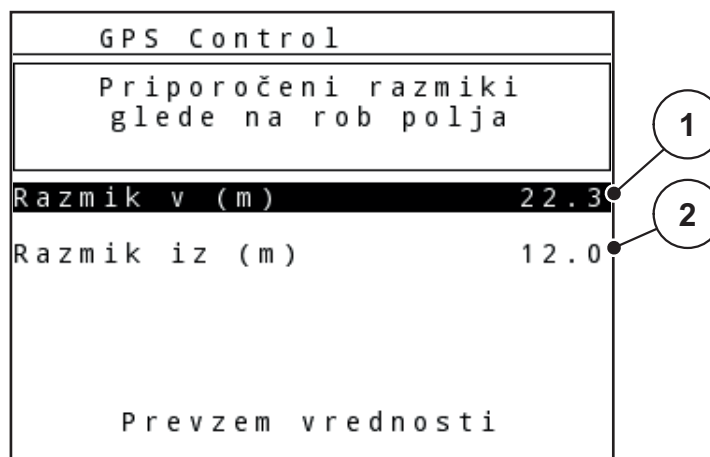 GPS Control
Priporočeni razmiki
glede na rob polja
Razmik v (m) 22.3
1
Razmik iz (m) 12.0
2
Prevzem vrednosti